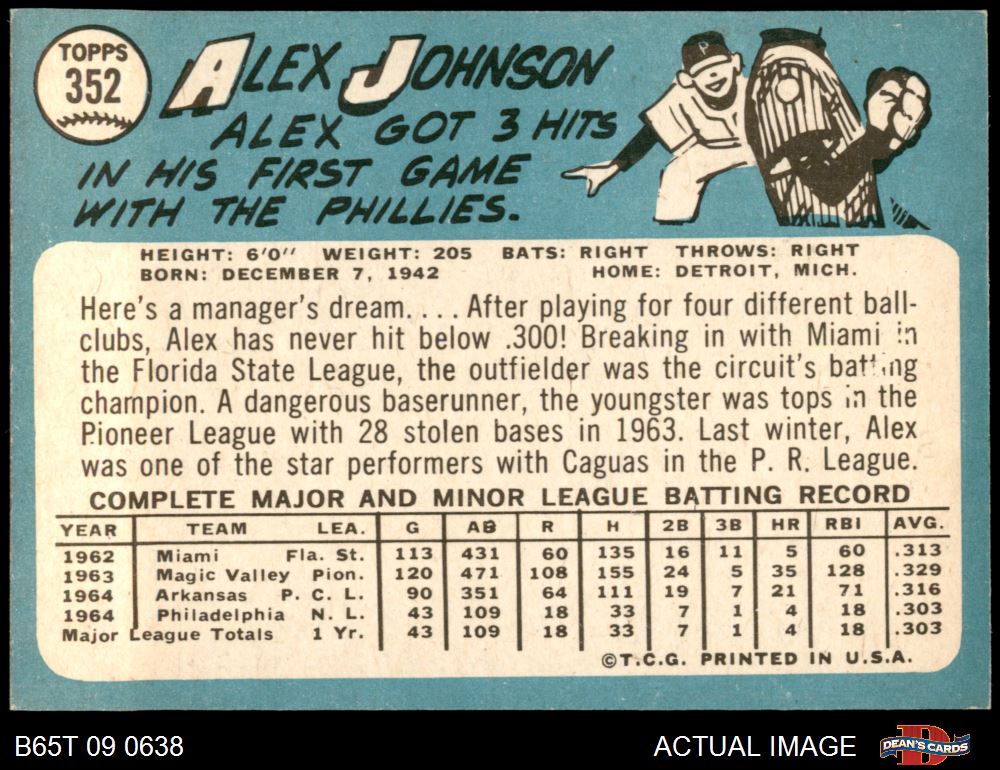 TOPPS
352
ALEX JOHNSON
ALEX GOT 3 HITS
IN HIS FIRST GAME
WITH THE PHILLIES.
P
HEIGHT: 6'0" WEIGHT: 205 BATS: RIGHT THROWS: RIGHT
BORN: DECEMBER 7, 1942 HOME: DETROIT, MICH.
Here's a manager's dream. . . . After playing for four different ball-
clubs, Alex has never hit below .300! Breaking in with Miami in
the Florida State League, the outfielder was the circuit's batting
champion. A dangerous baserunner, the youngster was tops in the
Pioneer League with 28 stolen bases in 1963. Last winter, Alex
was one of the star performers with Caguas in the P. R. League.
COMPLETE MAJOR AND MINOR LEAGUE BATTING RECORD
YEAR TEAM LEA. G AB R H 2B 3B HR RBI AVG.
1962 Miami Fla. St. 113 431 60 135 16 11 5 60 .313
1963 Magic Valley Pion. 120 471 108 155 24 5 35 128 .329
1964 Arkansas P. C. L. 90 351 64 111 19 7 21 71 .316
1964 Philadelphia N. L. 43 109 18 33 7 1 4 18 .303
Major League Totals 1 Yr. 43 109 18 33 7 1 4 18 .303
©T.C.G. PRINTED IN U.S.A.
B65T 09 0638 ACTUAL IMAGE D DEAN'S CARDS